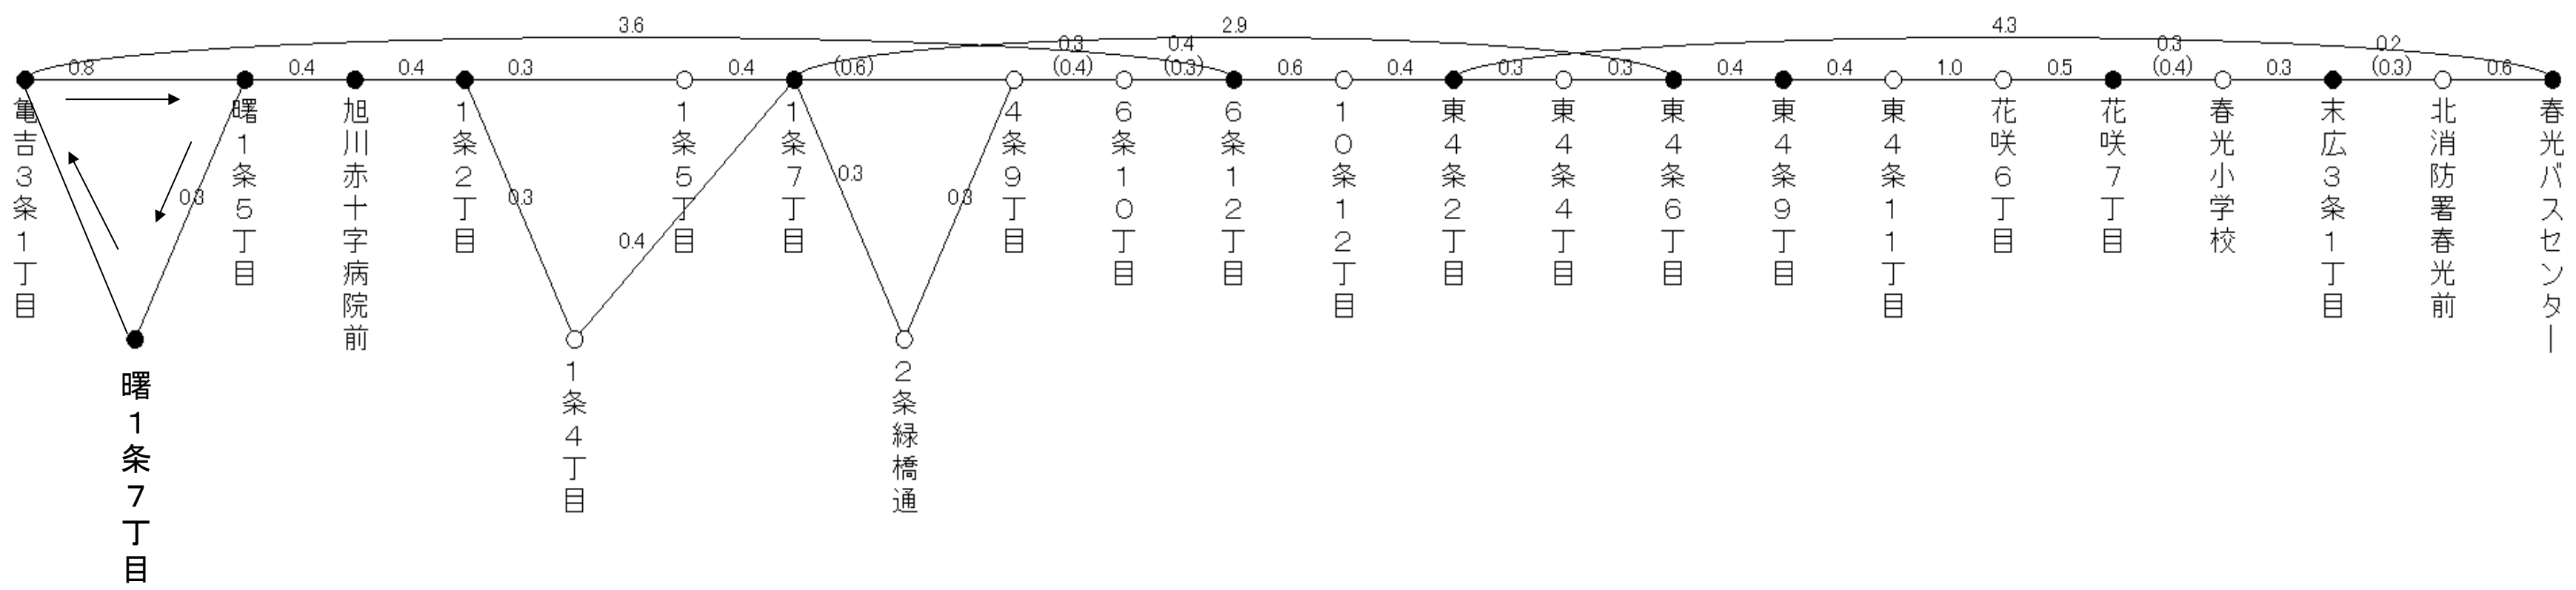 3.6
2.9
4.3
0.3
0.4
0.3
0.2
0.8
0.4
0.4
0.3
0.4
(0.6)
(0.4)
(0.3)
0.6
0.4
0.3
0.3
0.4
0.4
1.0
0.5
(0.4)
0.3
(0.3)
0.6
亀吉3条1丁目
曙1条5丁目
旭川赤十字病院前
1条2丁目
1条5丁目
1条7丁目
4条9丁目
6条10丁目
6条12丁目
10条12丁目
東4条2丁目
東4条4丁目
東4条6丁目
東4条9丁目
東4条11丁目
花咲6丁目
花咲7丁目
春光小学校
末広3条1丁目
北消防署春光前
春光バスセンター
0.3
0.3
0.4
0.3
0.3
曙1条7丁目
1条4丁目
2条緑橋通